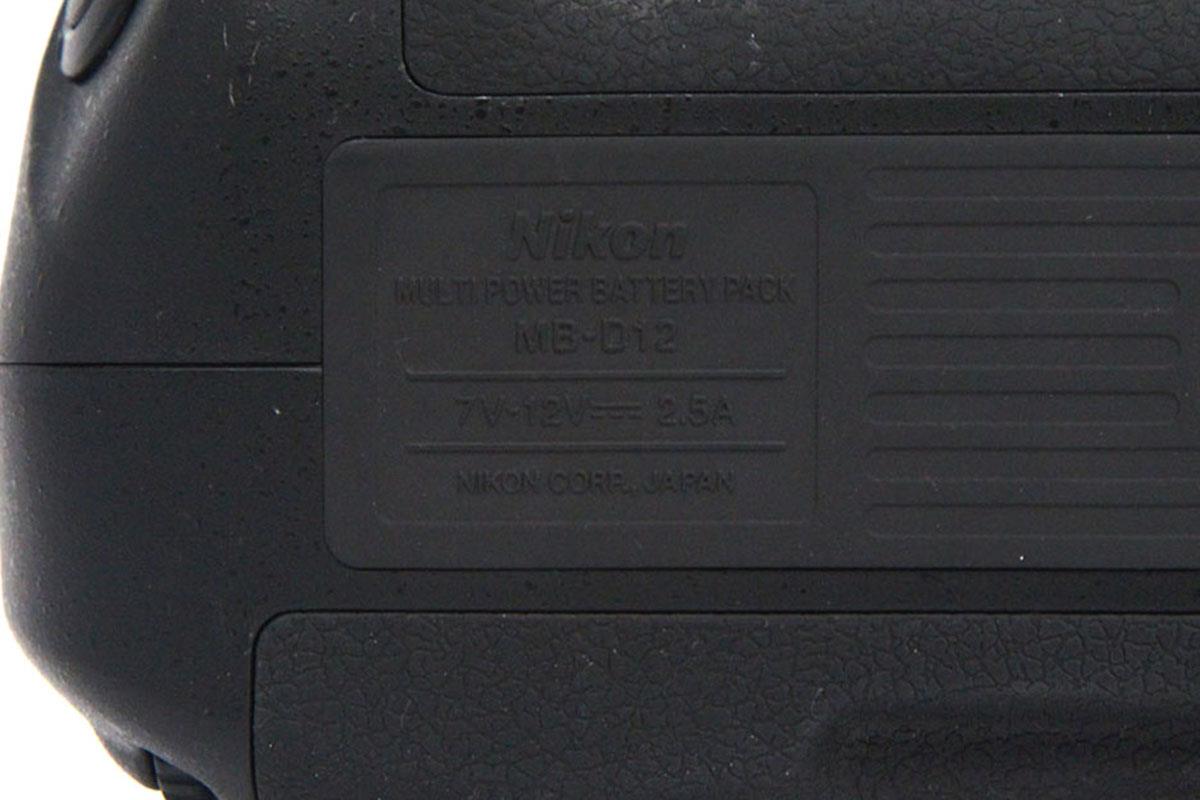 Nikon
MULTI POWER BATTERY PACK
MB-D12
7V-12V⎓ 2.5A
NIKON CORP. JAPAN